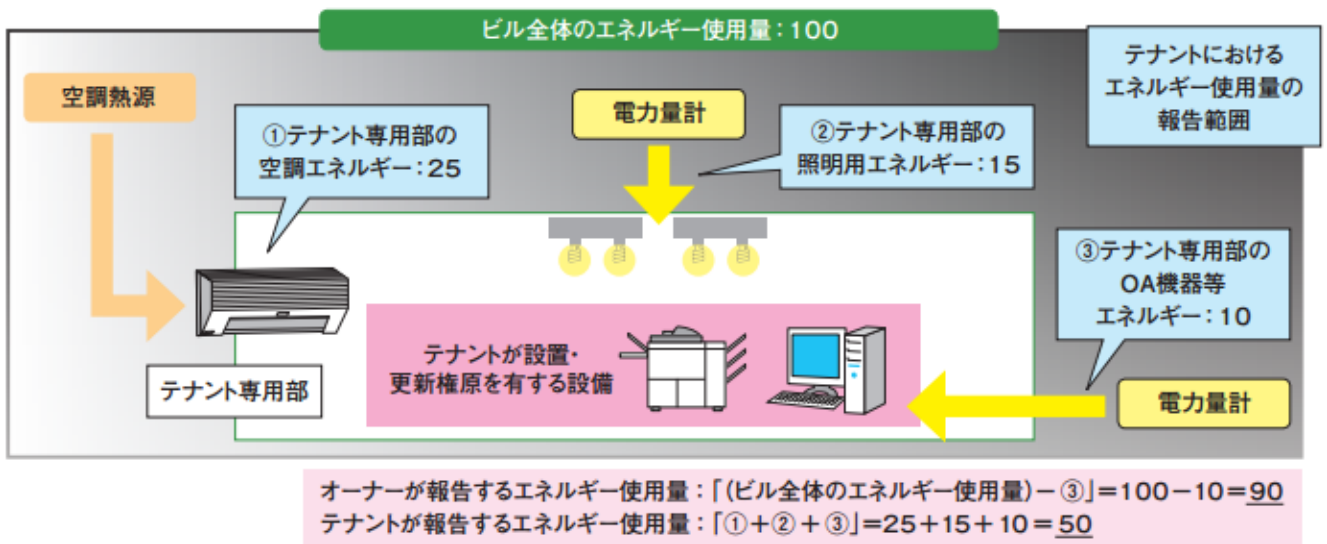 ビル全体のエネルギー使用量:100
テナントにおける
エネルギー使用量の
報告範囲
空調熱源
①テナント専用部の
空調エネルギー:25
電力量計
②テナント専用部の
照明用エネルギー:15
③テナント専用部の
OA機器等
エネルギー:10
テナントが設置・
更新権原を有する設備
テナント専用部
電力量計
オーナーが報告するエネルギー使用量:「(ビル全体のエネルギー使用量)-③」=100-10=90
テナントが報告するエネルギー使用量:「①+②+③」=25+15+10=50